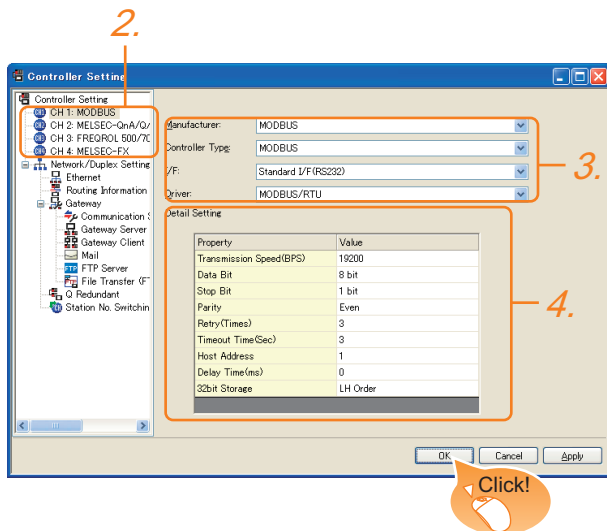 2.
Controller Setting
Controller Setting
CH 1: MODBUS
CH 2: MELSEC-QnA/Q/
CH 3: FREQROL 500/70
CH 4: MELSEC-FX
Network/Duplex Setting
Ethernet
Routing Information
Gateway
Communication S
Gateway Server
Gateway Client
Mail
FTP Server
File Transfer (FT
Q Redundant
Station No. Switchin
Manufacturer: MODBUS
Controller Type: MODBUS
I/F: Standard I/F(RS232)
Driver: MODBUS/RTU
3.
Detail Setting
Property Value
Transmission Speed(BPS) 19200
Data Bit 8 bit
Stop Bit 1 bit
Parity Even
Retry(Times) 3
Timeout Time(Sec) 3
Host Address 1
Delay Time(ms) 0
32bit Storage LH Order
4.
OK Cancel Apply
Click!